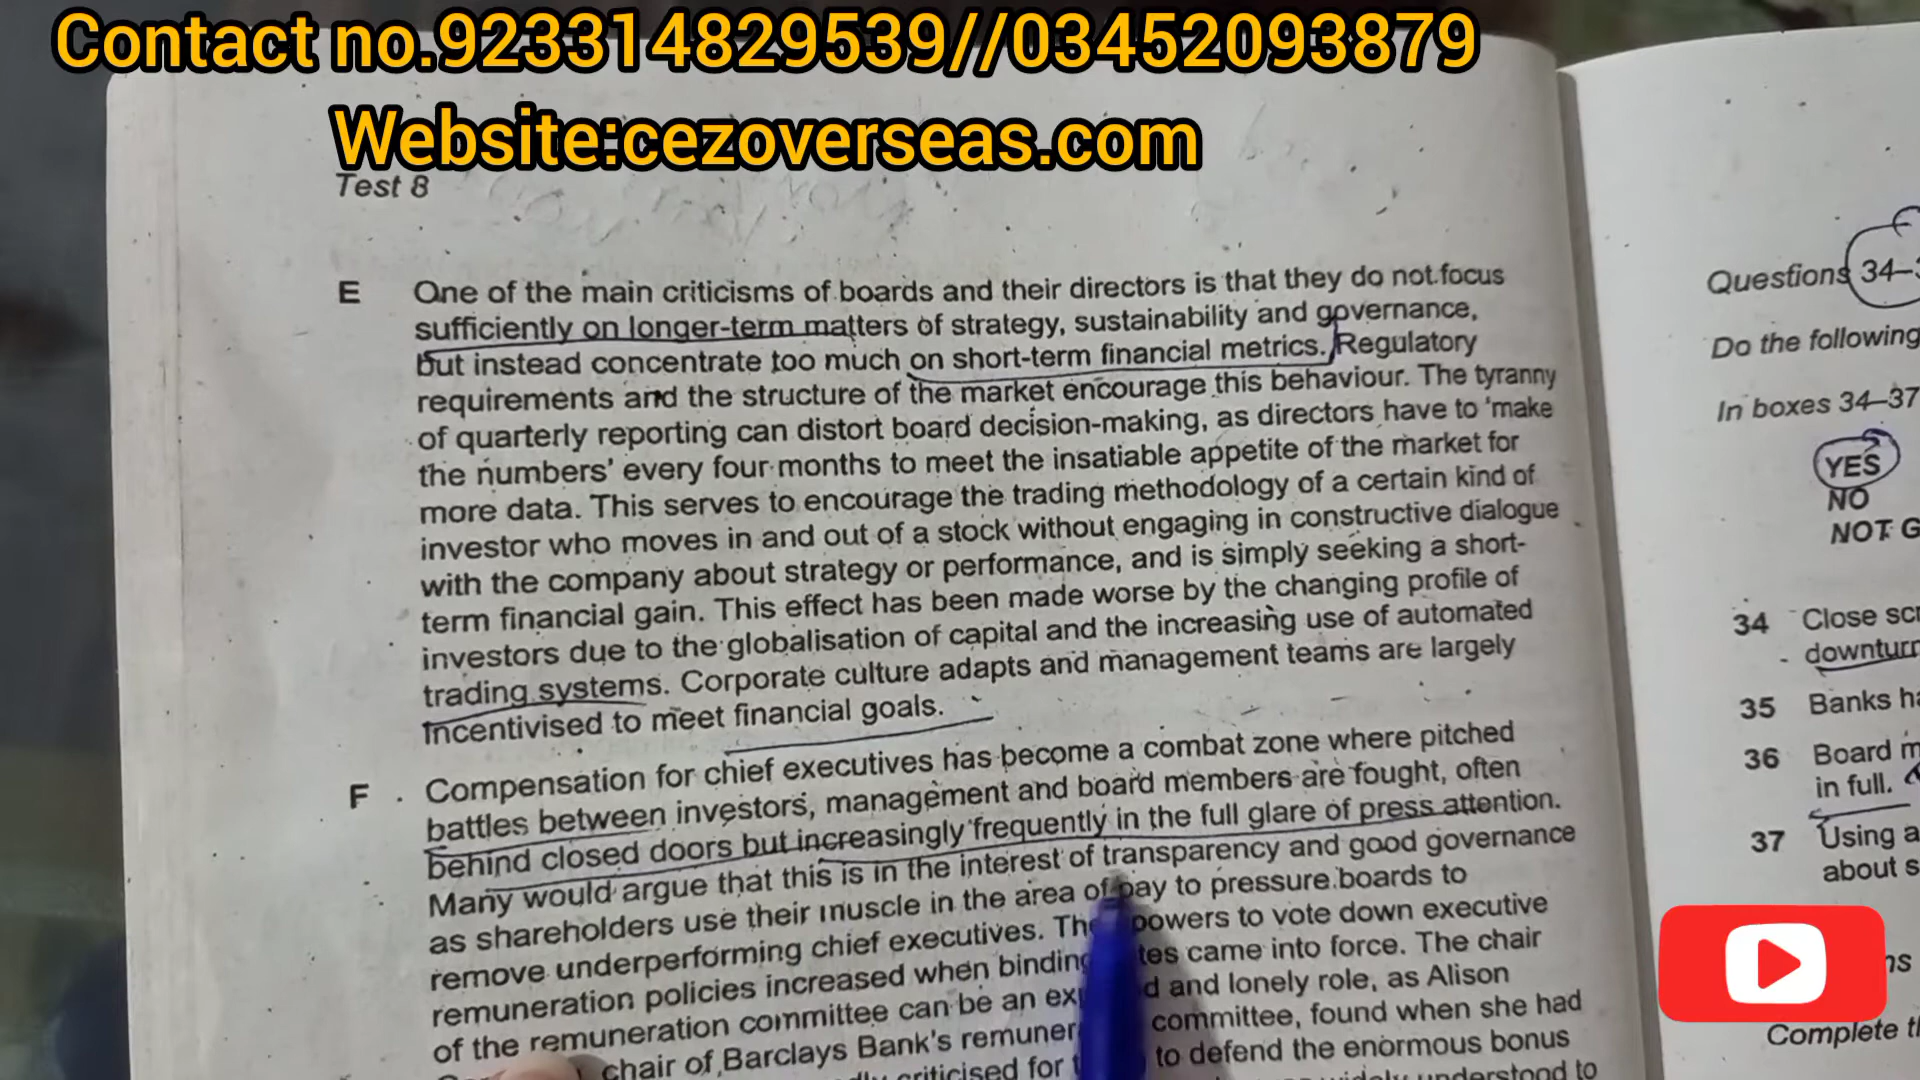 Contact no.923314829539//03452093879
Website:cezoverseas.com
Test 8
E One of the main criticisms of boards and their directors is that they do not focus
sufficiently on longer-term matters of strategy, sustainability and governance,
but instead concentrate too much on short-term financial metrics. Regulatory
requirements and the structure of the market encourage this behaviour. The tyranny
of quarterly reporting can distort board decision-making, as directors have to 'make
the numbers' every four months to meet the insatiable appetite of the market for
more data. This serves to encourage the trading methodology of a certain kind of
investor who moves in and out of a stock without engaging in constructive dialogue
with the company about strategy or performance, and is simply seeking a short-
term financial gain. This effect has been made worse by the changing profile of
investors due to the globalisation of capital and the increasing use of automated
trading systems. Corporate culture adapts and management teams are largely
incentivised to meet financial goals.
F Compensation for chief executives has become a combat zone where pitched
battles between investors, management and board members are fought, often
behind closed doors but increasingly frequently in the full glare of press attention.
Many would argue that this is in the interest of transparency and good governance
as shareholders use their muscle in the area of pay to pressure boards to
remove underperforming chief executives. powers to vote down executive
remuneration policies increased when binding came into force. The chair
of the remuneration committee can be an and lonely role, as Alison
chair of Barclays Bank's committee, found when she had
criticised for to defend the enormous bonus
understood to
Questions 34–
Do the following
In boxes 34–37
YES
NO
NOT G
34 Close scr
downturn
35 Banks ha
36 Board m
in full.
37 Using a
about s
Complete th